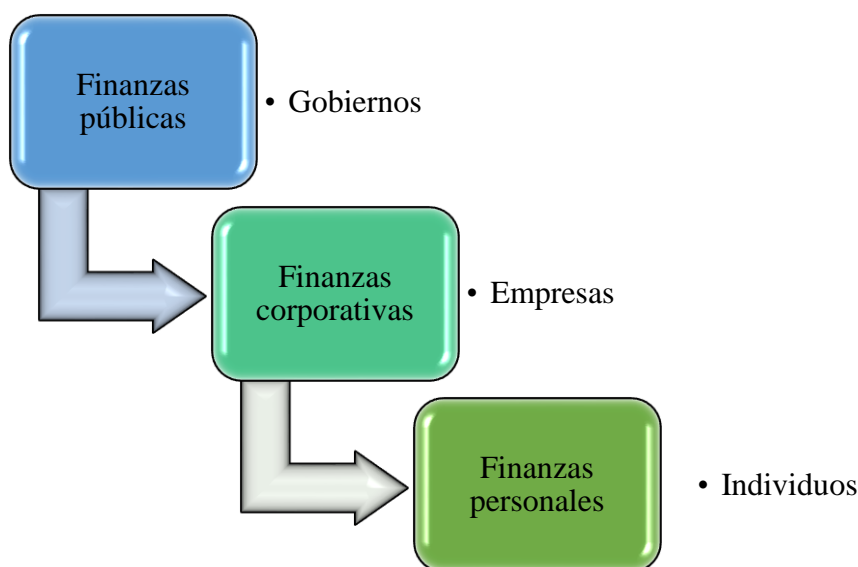 Finanzas
públicas
• Gobiernos
Finanzas
corporativas
• Empresas
Finanzas
personales
• Individuos